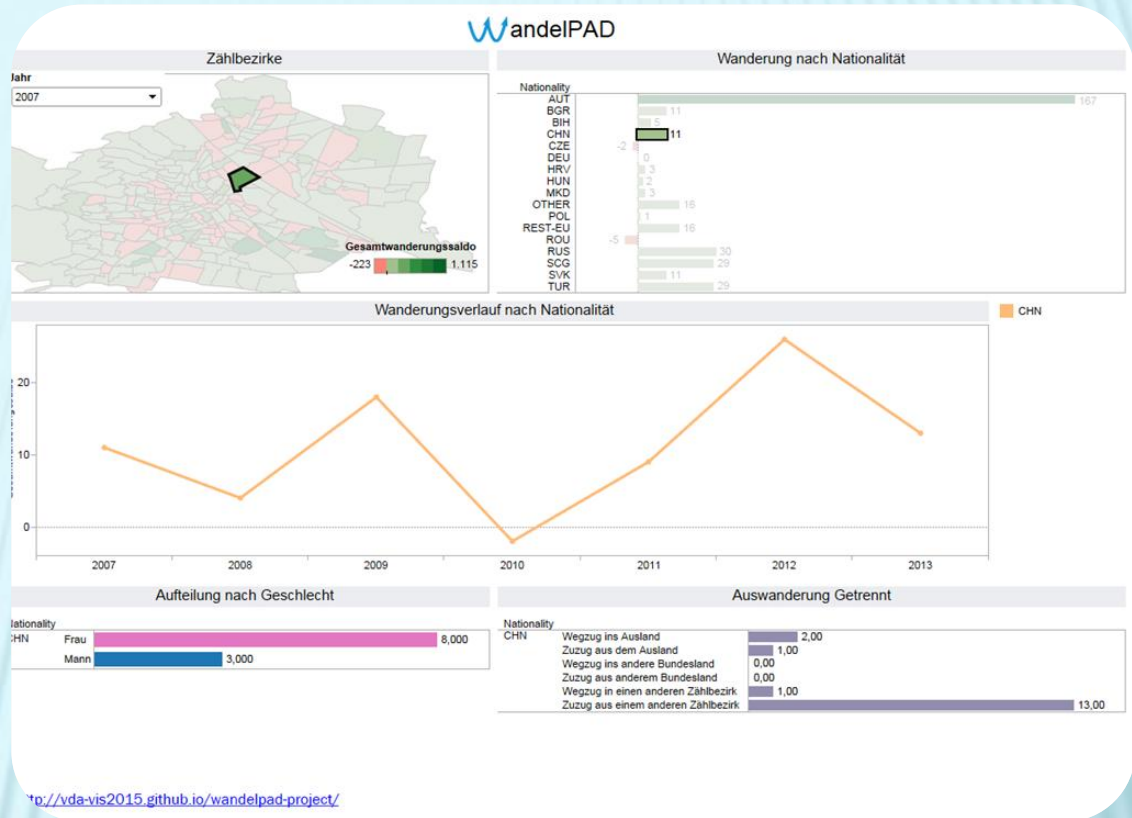 WandelPAD
Zählbezirke
Jahr
2007
Gesamtwanderungssaldo
-223 1.115
Wanderung nach Nationalität
Nationality
AUT 167
BGR 11
BIH 5
CHN 11
CZE -2
DEU 0
HRV 3
HUN 2
MKD 3
OTHER 16
POL 1
REST-EU 16
ROU -5
RUS 30
SCG 29
SVK 11
TUR 29
Wanderungsverlauf nach Nationalität
CHN
20
10
0
2007 2008 2009 2010 2011 2012 2013
Aufteilung nach Geschlecht
Nationality
CHN Frau 8,000
Mann 3,000
Auswanderung Getrennt
Nationality
CHN Wegzug ins Ausland 2,00
Zuzug aus dem Ausland 1,00
Wegzug ins andere Bundesland 0,00
Zuzug aus anderem Bundesland 0,00
Wegzug in einen anderen Zählbezirk 1,00
Zuzug aus einem anderen Zählbezirk 13,00
tp://vda-vis2015.github.io/wandelpad-project/